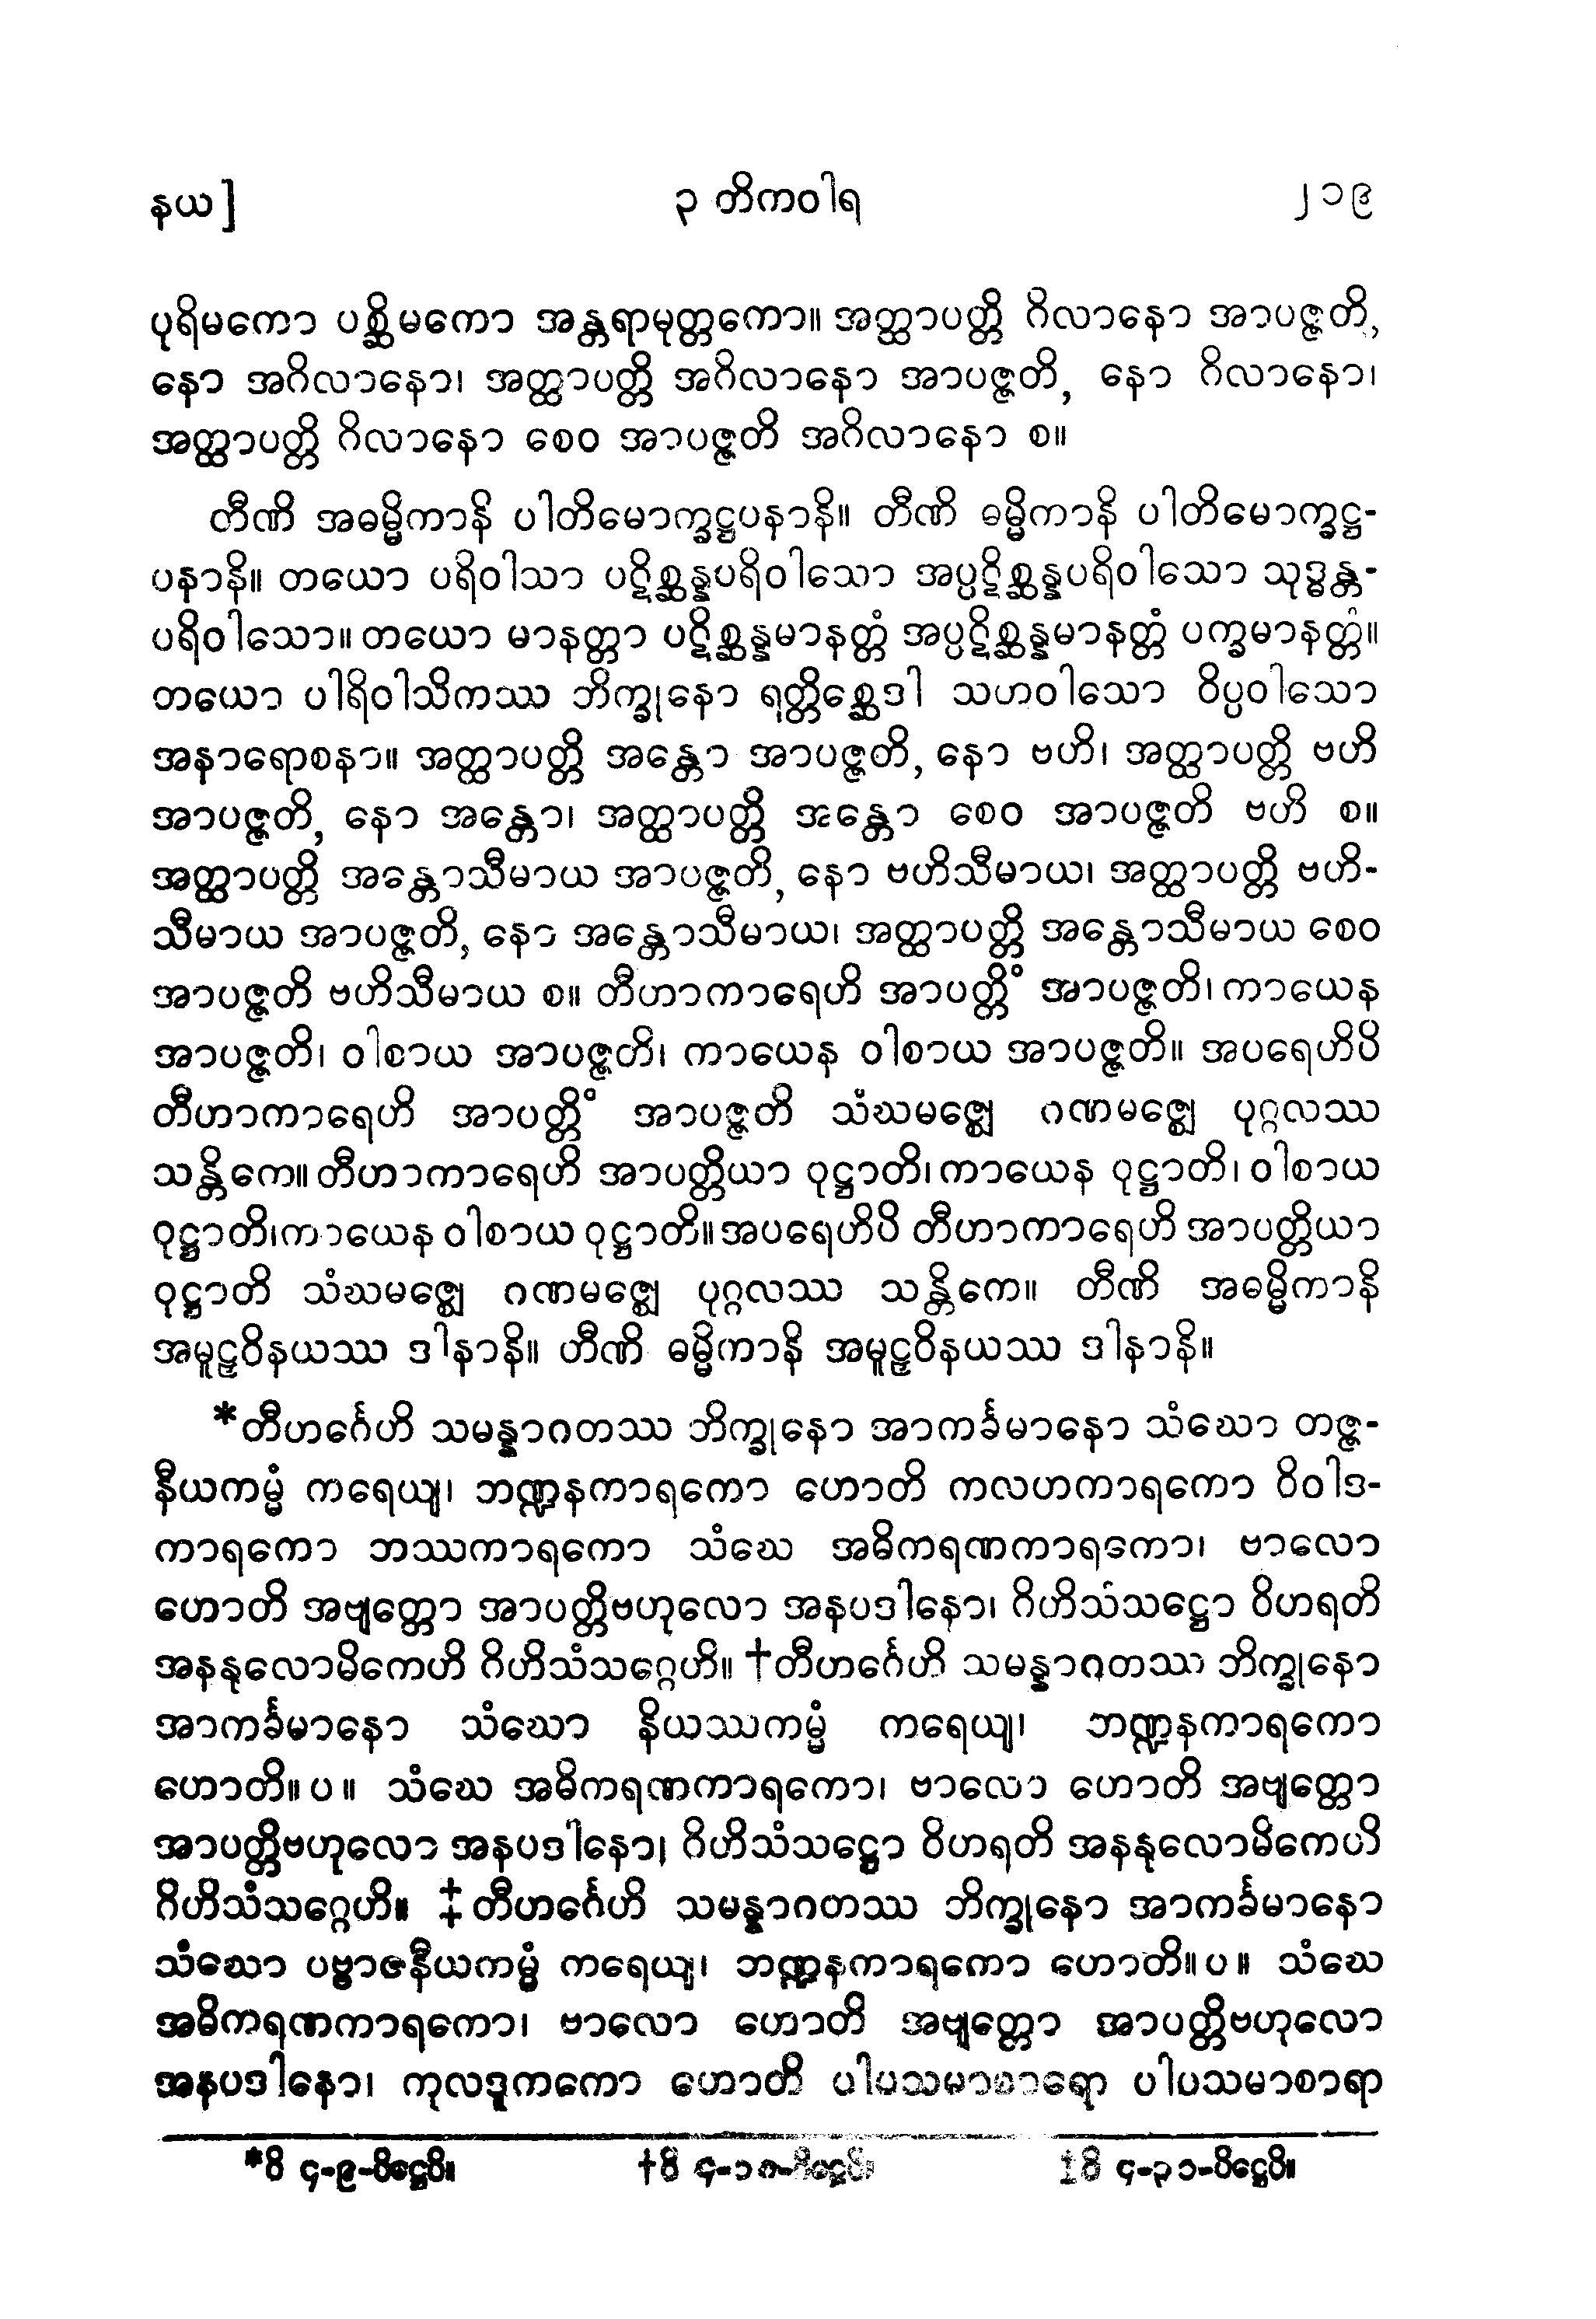 နယ]
၃ တိကဝါရ
၂၁၉
ပုရိမကော ပစ္ဆိမကော အန္တရာမုတ္တကော။ အတ္ထာပတ္တိ ဂိလာနော အာပဇ္ဇတိ,
နော အဂိလာနော၊ အတ္ထာပတ္တိ အဂိလာနော အာပဇ္ဇတိ, နော ဂိလာနော၊
အတ္ထာပတ္တိ ဂိလာနော စေဝ အာပဇ္ဇတိ အဂိလာနော စ။
တီဏိ အဓမ္မိကာနိ ပါတိမောက္ခဋ္ဌပနာနိ။ တီဏိ ဓမ္မိကာနိ ပါတိမောက္ခဋ္ဌ-
ပနာနိ။ တယော ပရိဝါသာ ပဋိစ္ဆန္နပရိဝါသော အပ္ပဋိစ္ဆန္နပရိဝါသော သုဒ္ဓန္တ-
ပရိဝါသော။ တယော မာနတ္တာ ပဋိစ္ဆန္နမာနတ္တံ အပ္ပဋိစ္ဆန္နမာနတ္တံ ပက္ခမာနတ္တံ။
တယော ပါရိဝါသိကဿ ဘိက္ခုနော ရတ္တိစ္ဆေဒါ သဟဝါသော ဝိပ္ပဝါသော
အနာရောစနာ။ အတ္ထာပတ္တိ အန္တော အာပဇ္ဇတိ, နော ဗဟိ၊ အတ္ထာပတ္တိ ဗဟိ
အာပဇ္ဇတိ, နော အန္တော၊ အတ္ထာပတ္တိ အန္တော စေဝ အာပဇ္ဇတိ ဗဟိ စ။
အတ္ထာပတ္တိ အန္တောသီမာယ အာပဇ္ဇတိ, နော ဗဟိသီမာယ၊ အတ္ထာပတ္တိ ဗဟိ-
သီမာယ အာပဇ္ဇတိ, နော အန္တောသီမာယ၊ အတ္ထာပတ္တိ အန္တောသီမာယ စေဝ
အာပဇ္ဇတိ ဗဟိသီမာယ စ။ တီဟာကာရေဟိ အာပတ္တိံ အာပဇ္ဇတိ၊ ကာယေန
အာပဇ္ဇတိ၊ ဝါစာယ အာပဇ္ဇတိ၊ ကာယေန ဝါစာယ အာပဇ္ဇတိ။ အပရေဟိပိ
တီဟာကာရေဟိ အာပတ္တိံ အာပဇ္ဇတိ သံဃမဇ္ဈေ ဂဏမဇ္ဈေ ပုဂ္ဂလဿ
သန္တိကေ။ တီဟာကာရေဟိ အာပတ္တိယာ ဝုဋ္ဌာတိ၊ ကာယေန ဝုဋ္ဌာတိ၊ ဝါစာယ
ဝုဋ္ဌာတိ၊ ကာယေန ဝါစာယ ဝုဋ္ဌာတိ။ အပရေဟိပိ တီဟာကာရေဟိ အာပတ္တိယာ
ဝုဋ္ဌာတိ သံဃမဇ္ဈေ ဂဏမဇ္ဈေ ပုဂ္ဂလဿ သန္တိကေ။ တီဏိ အဓမ္မိကာနိ
အမူဠှဝိနယဿ ဒါနာနိ။ တီဏိ ဓမ္မိကာနိ အမူဠှဝိနယဿ ဒါနာနိ။
*တီဟင်္ဂေဟိ သမန္နာဂတဿ ဘိက္ခုနော အာကင်္ခမာနော သံဃော တဇ္ဇ-
နီယကမ္မံ ကရေယျ၊ ဘဏ္ဍနကာရကော ဟောတိ ကလဟကာရကော ဝိဝါဒ-
ကာရကော ဘဿကာရကော သံဃေ အဓိကရဏကာရကော၊ ဗာလော
ဟောတိ အဗျတ္တော အာပတ္တိဗဟုလော အနပဒါနော၊ ဂိဟိသံသဋ္ဌော ဝိဟရတိ
အနနုလောမိကေဟိ ဂိဟိသံသဂ္ဂေဟိ။ †တီဟင်္ဂေဟိ သမန္နာဂတဿ ဘိက္ခုနော
အာကင်္ခမာနော သံဃော နိယဿကမ္မံ ကရေယျ၊ ဘဏ္ဍနကာရကော
ဟောတိ။ ပ ။ သံဃေ အဓိကရဏကာရကော၊ ဗာလော ဟောတိ အဗျတ္တော
အာပတ္တိဗဟုလော အနပဒါနော၊ ဂိဟိသံသဋ္ဌော ဝိဟရတိ အနနုလောမိကေဟိ
ဂိဟိသံသဂ္ဂေဟိ။ ‡တီဟင်္ဂေဟိ သမန္နာဂတဿ ဘိက္ခုနော အာကင်္ခမာနော
သံဃော ပဗ္ဗာဇနီယကမ္မံ ကရေယျ၊ ဘဏ္ဍနကာရကော ဟောတိ။ ပ ။ သံဃေ
အဓိကရဏကာရကော၊ ဗာလော ဟောတိ အဗျတ္တော အာပတ္တိဗဟုလော
အနပဒါနော၊ ကုလဒူကကော ဟောတိ ပါပသမာစာရော ပါပသမာစာရာ
*ဝိ ၄-၉-ပိဋ္ဌေပိ။
†ဝိ ၄-၁၈-ပိဋ္ဌေပိ။
‡ဝိ ၄-၃၁-ပိဋ္ဌေပိ။